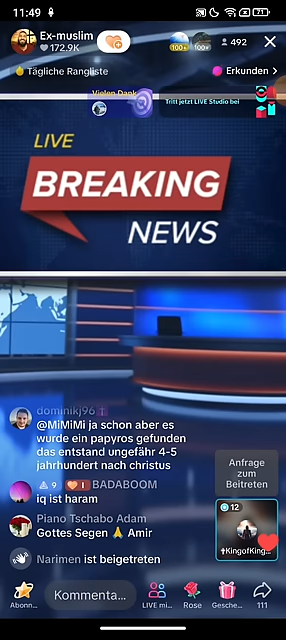 11:49
71
Ex-muslim
172.9K
100+
100+
492
Tägliche Rangliste
Erkunden >
Vielen Dank
Tritt jetzt LIVE Studio bei
LIVE
BREAKING
NEWS
dominikj96
@MiMiMi ja schon aber es
wurde ein papyros gefunden
das entstand ungefähr 4-5
jahrhundert nach christus
9
I
BADABOOM
iq ist haram
Piano Tschabo Adam
Gottes Segen 🙏 Amir
Narimen ist beigetreten
Anfrage
zum
Beitreten
12
✝KingofKing...
Abonn...
Kommenta...
LIVE mi...
Rose
Gesche...
111